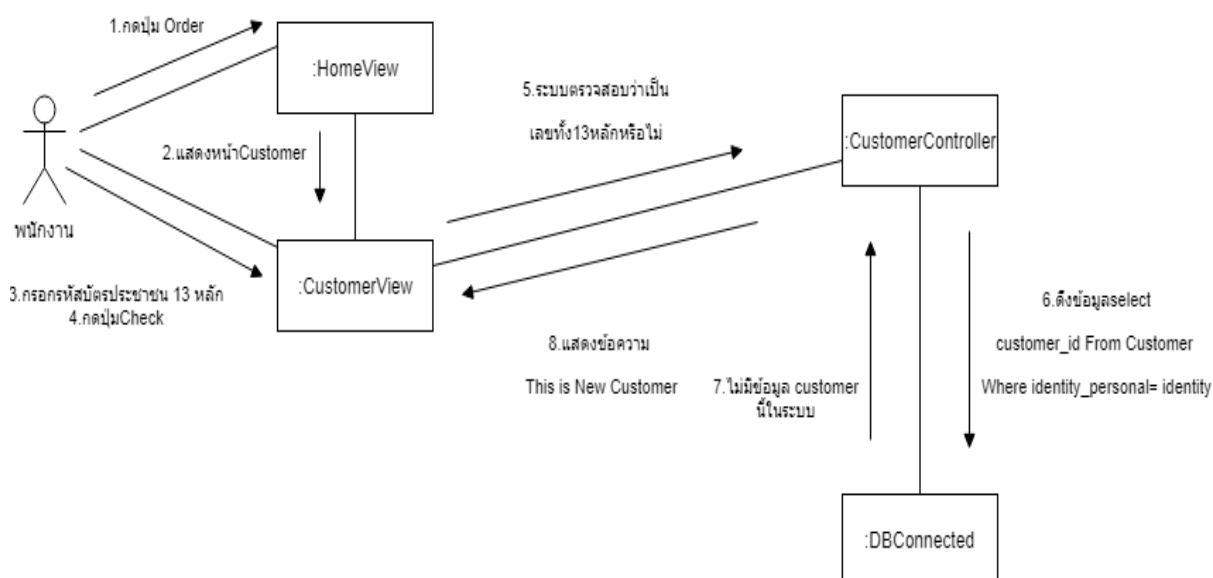 1.กดปุ่ม Order
:HomeView
2.แสดงหน้าCustomer
พนักงาน
3.กรอกรหัสบัตรประชาชน 13 หลัก
4.กดปุ่มCheck
:CustomerView
5.ระบบตรวจสอบว่าเป็น
เลขทั้ง13หลักหรือไม่
:CustomerController
6.ดึงข้อมูลselect
customer_id From Customer
Where identity_personal= identity
7.ไม่มีข้อมูล customer
นี้ในระบบ
8.แสดงข้อความ
This is New Customer
:DBConnected